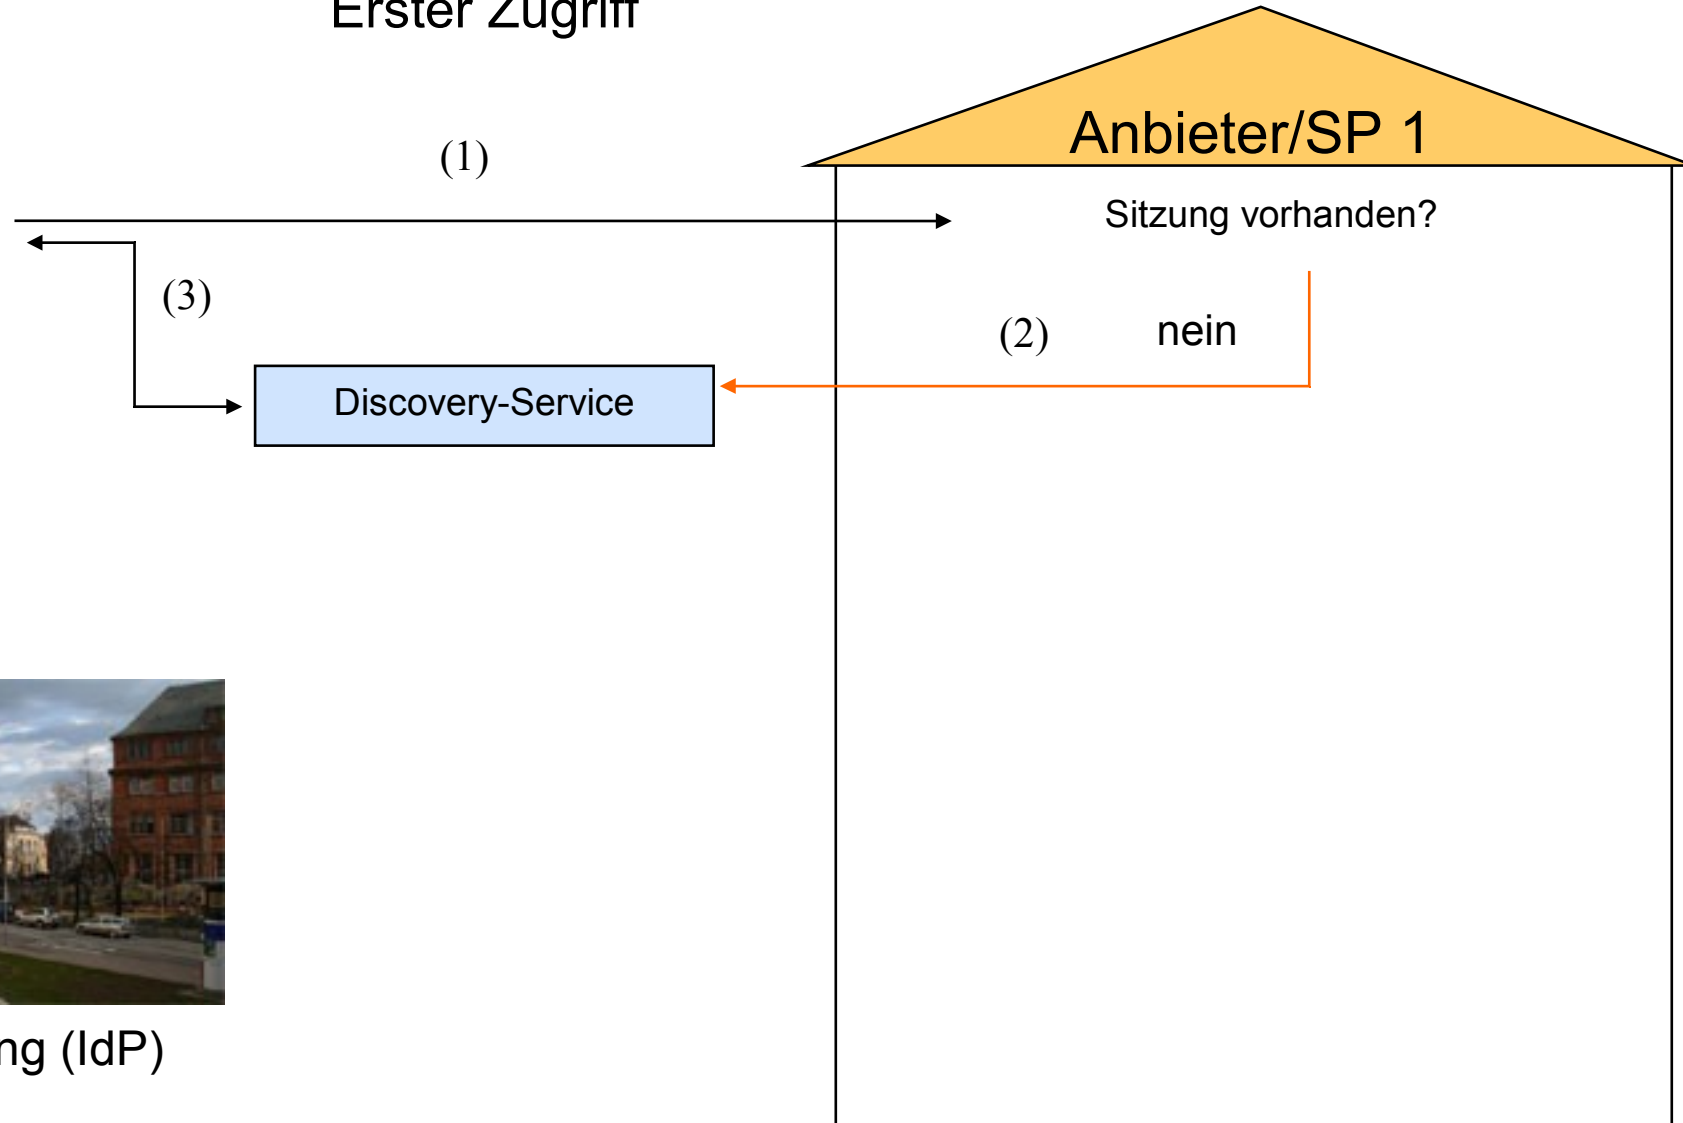 Erster Zugriff
Anbieter/SP 1
(1)
Sitzung vorhanden?
(3)
(2)
nein
Discovery-Service
ng (IdP)